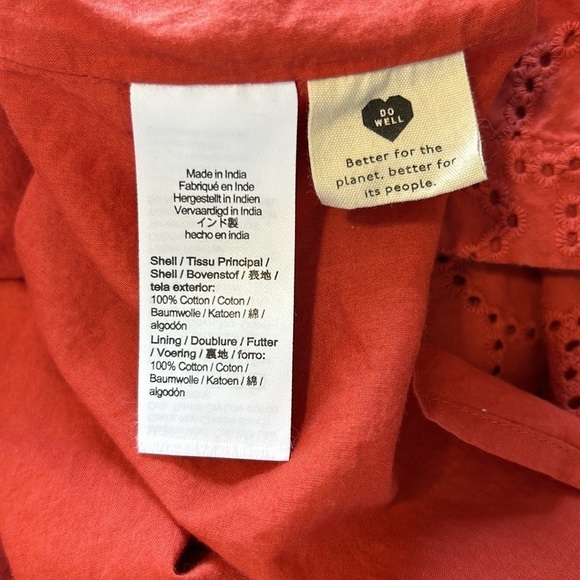 Made in India
Fabriqué en Inde
Hergestellt in Indien
Vervaardigd in India
インド製
hecho en india
Shell / Tissu Principal /
Shell / Bovenstof / 表地 /
tela exterior:
100% Cotton / Coton /
Baumwolle / Katoen / 綿 /
algodón
Lining / Doublure / Futter
/ Voering / 裏地 / forro:
100% Cotton / Coton /
Baumwolle / Katoen / 綿 /
algodón
DO
WELL
Better for the
planet, better for
its people.